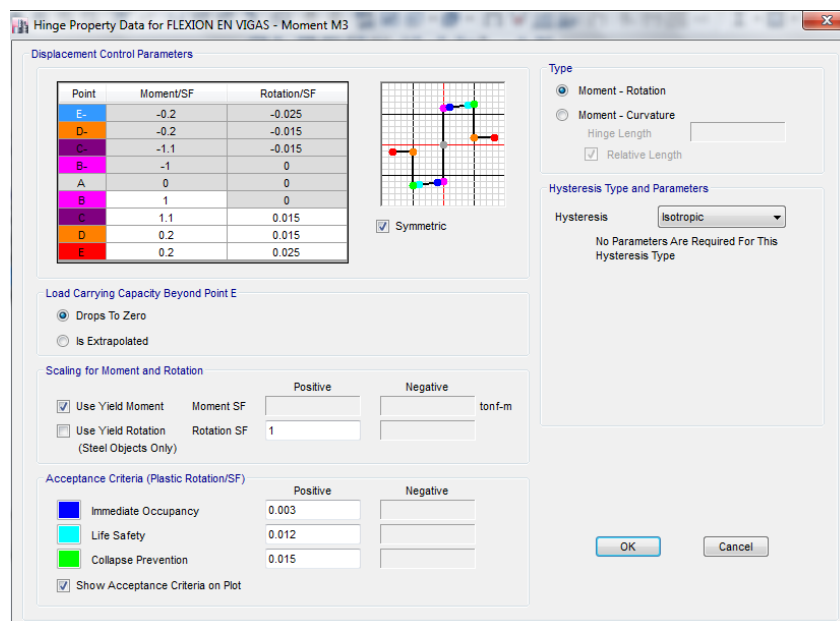 Hinge Property Data for FLEXION EN VIGAS - Moment M3
Displacement Control Parameters
Point Moment/SF Rotation/SF
E- -0.2 -0.025
D- -0.2 -0.015
C- -1.1 -0.015
B- -1 0
A 0 0
B 1 0
C 1.1 0.015
D 0.2 0.015
E 0.2 0.025
Symmetric
Load Carrying Capacity Beyond Point E
Drops To Zero
Is Extrapolated
Scaling for Moment and Rotation
Positive Negative
Use Yield Moment Moment SF tonf-m
Use Yield Rotation Rotation SF 1
(Steel Objects Only)
Acceptance Criteria (Plastic Rotation/SF)
Positive Negative
Immediate Occupancy 0.003
Life Safety 0.012
Collapse Prevention 0.015
Show Acceptance Criteria on Plot
Type
Moment - Rotation
Moment - Curvature
Hinge Length
Relative Length
Hysteresis Type and Parameters
Hysteresis Isotropic
No Parameters Are Required For This
Hysteresis Type
OK Cancel